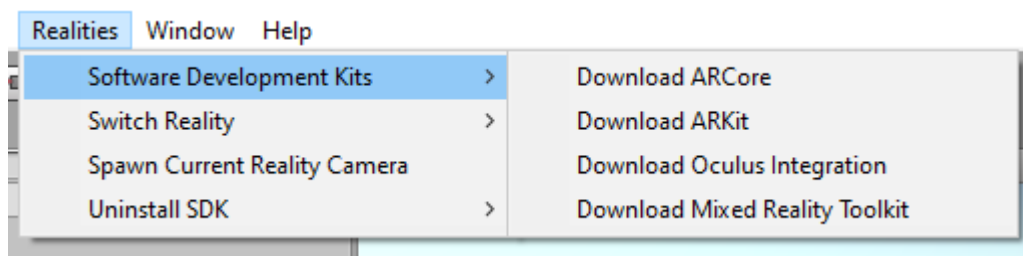 Realities Window Help
Software Development Kits > Download ARCore
Switch Reality > Download ARKit
Spawn Current Reality Camera Download Oculus Integration
Uninstall SDK > Download Mixed Reality Toolkit